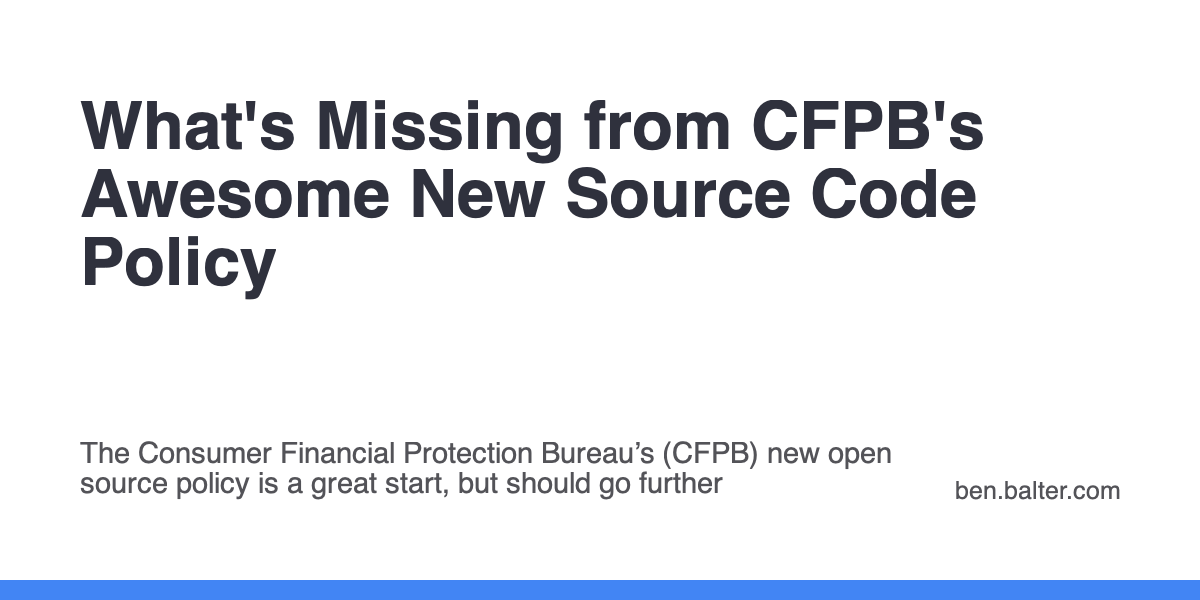 What's Missing from CFPB's
Awesome New Source Code
Policy
The Consumer Financial Protection Bureau’s (CFPB) new open
source policy is a great start, but should go further
ben.balter.com